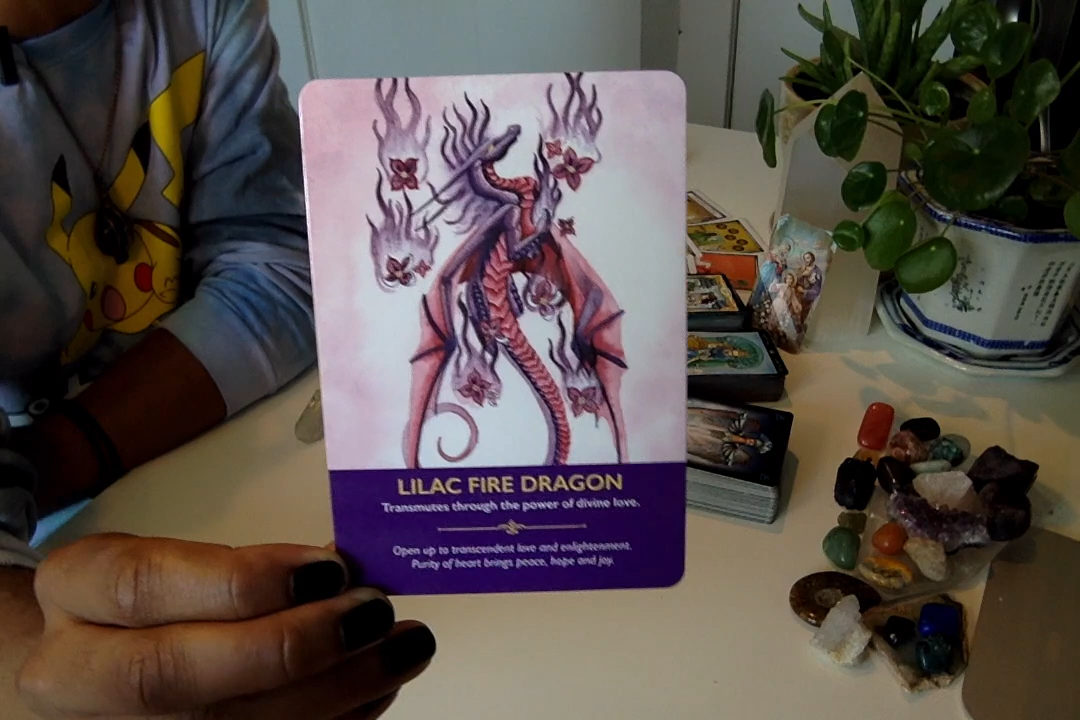 LILAC FIRE DRAGON
Transmutes through the power of divine love.
Open up to transcendent love and enlightenment.
Purity of heart brings peace, hope and joy.